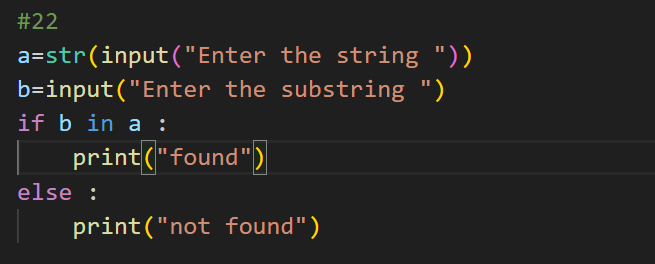 #22
a=str(input("Enter the string "))
b=input("Enter the substring ")
if b in a :
    print("found")
else :
    print("not found")